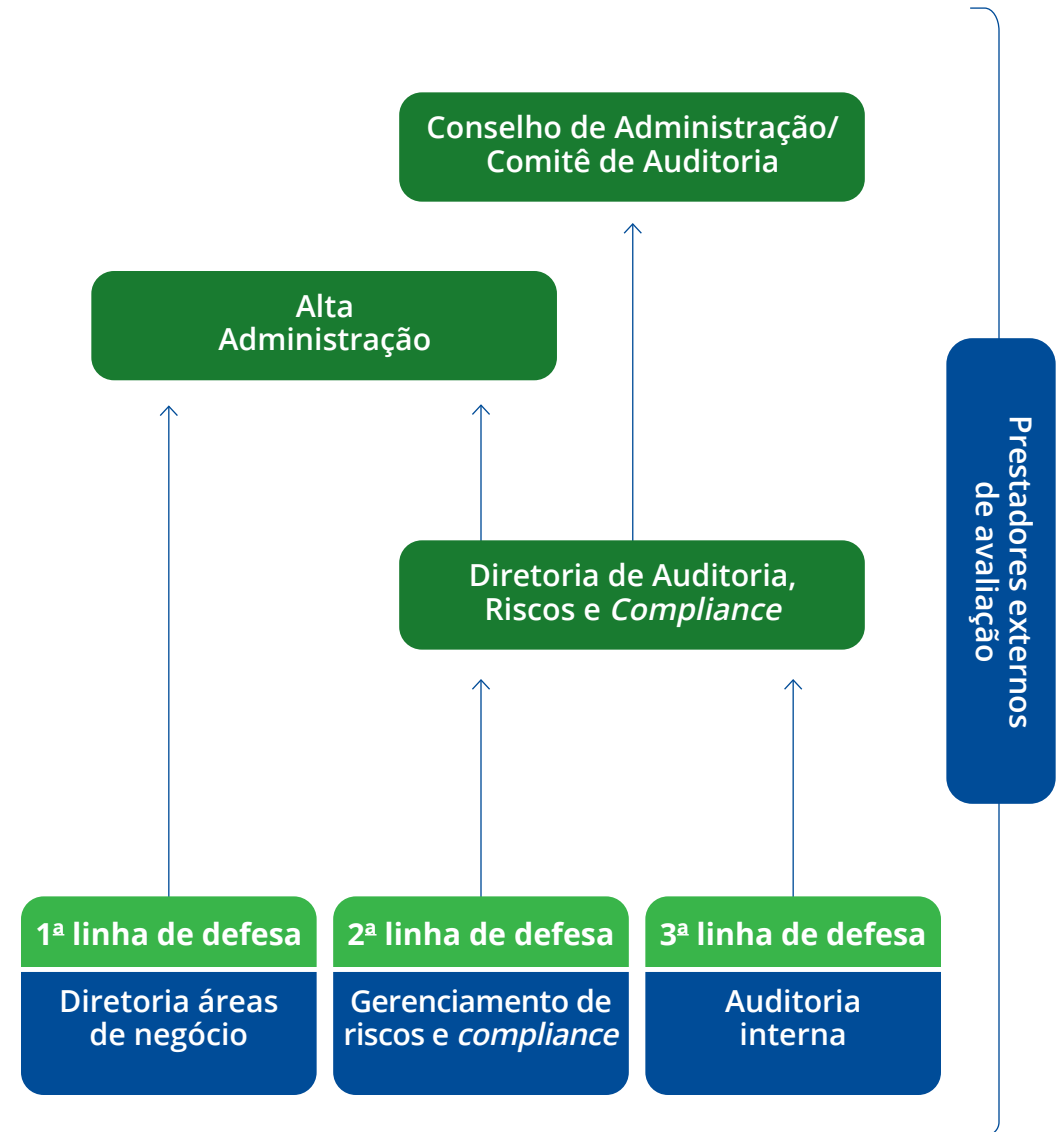 Conselho de Administração/
Comitê de Auditoria
Alta
Administração
Prestadores externos
de avaliação
Diretoria de Auditoria,
Riscos e Compliance
1ª linha de defesa
Diretoria áreas
de negócio
2ª linha de defesa
Gerenciamento de
riscos e compliance
3ª linha de defesa
Auditoria
interna